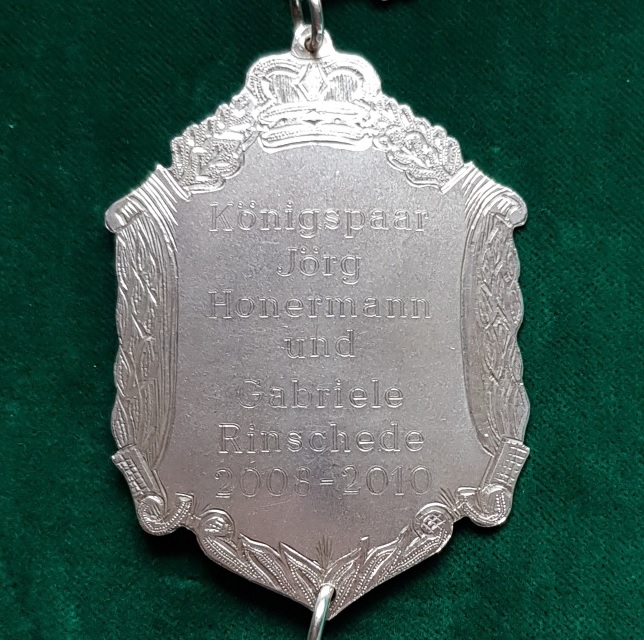 Königspaar
Jörg
Honermann
und
Gabriele
Rinschede
2008-2010